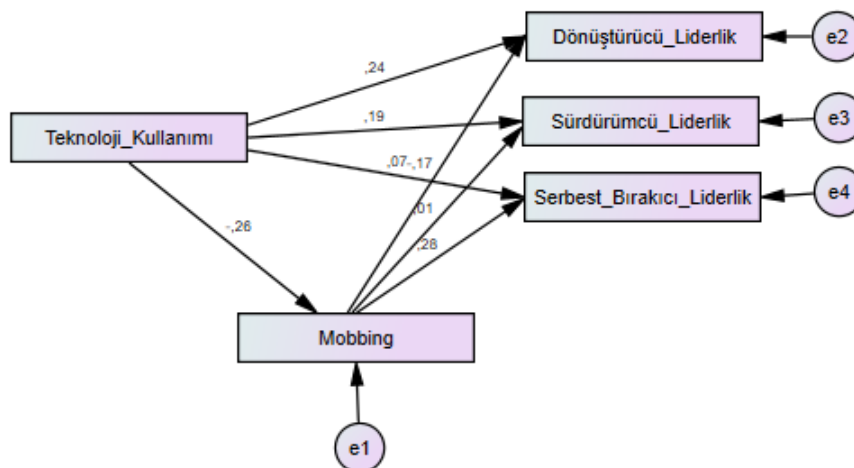 Dönüştürücü_Liderlik
e2
,24
Sürdürümcü_Liderlik
e3
Teknoloji_Kullanımı
,19
,07
-,17
Serbest_Bırakıcı_Liderlik
e4
,01
-,26
,28
Mobbing
e1